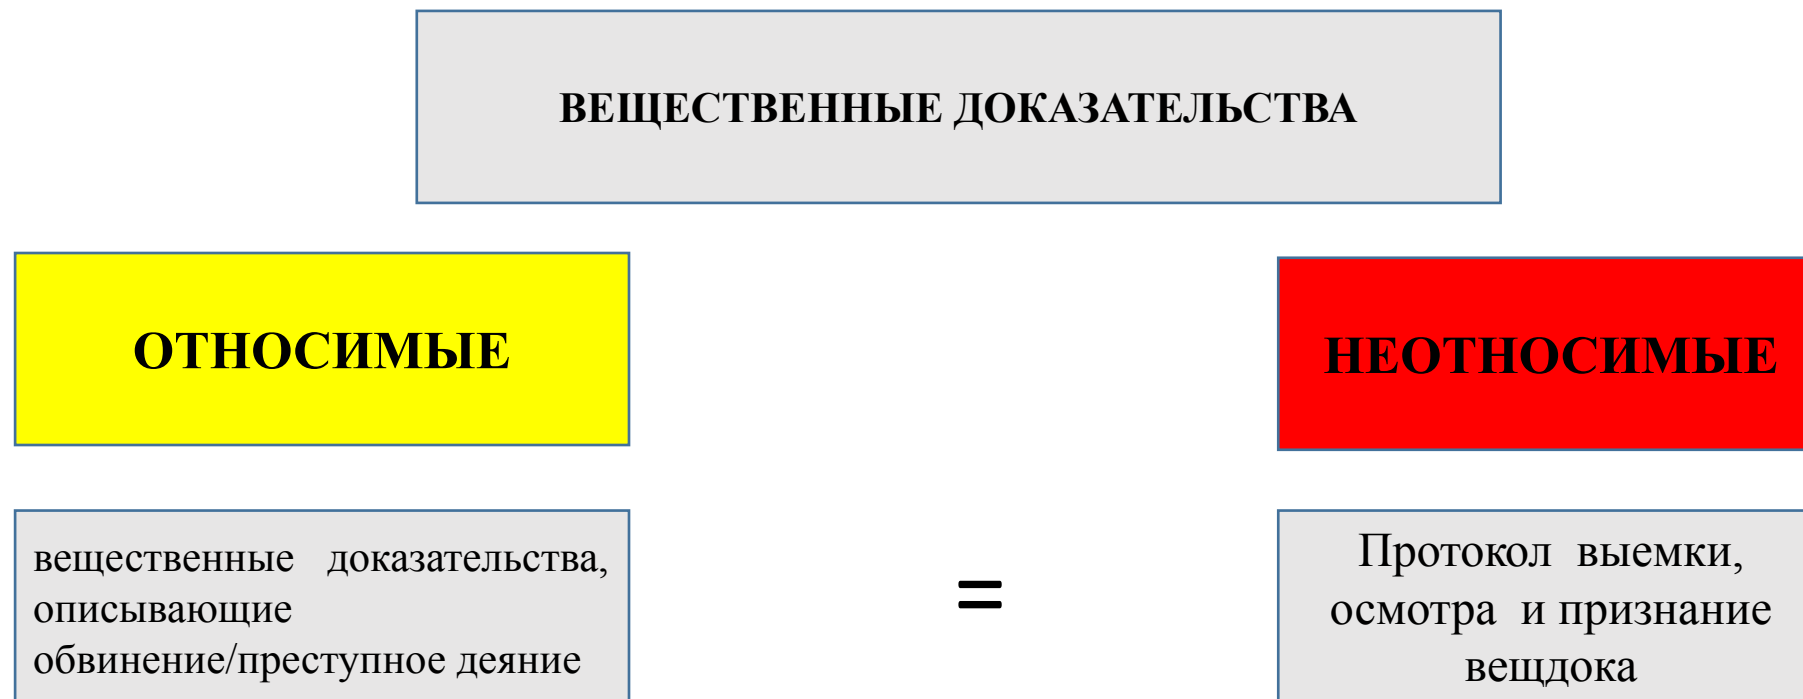 ВЕЩЕСТВЕННЫЕ ДОКАЗАТЕЛЬСТВА
ОТНОСИМЫЕ
НЕОТНОСИМЫЕ
вещественные доказательства,
описывающие
обвинение/преступное деяние
=
Протокол выемки,
осмотра и признание
вещдока